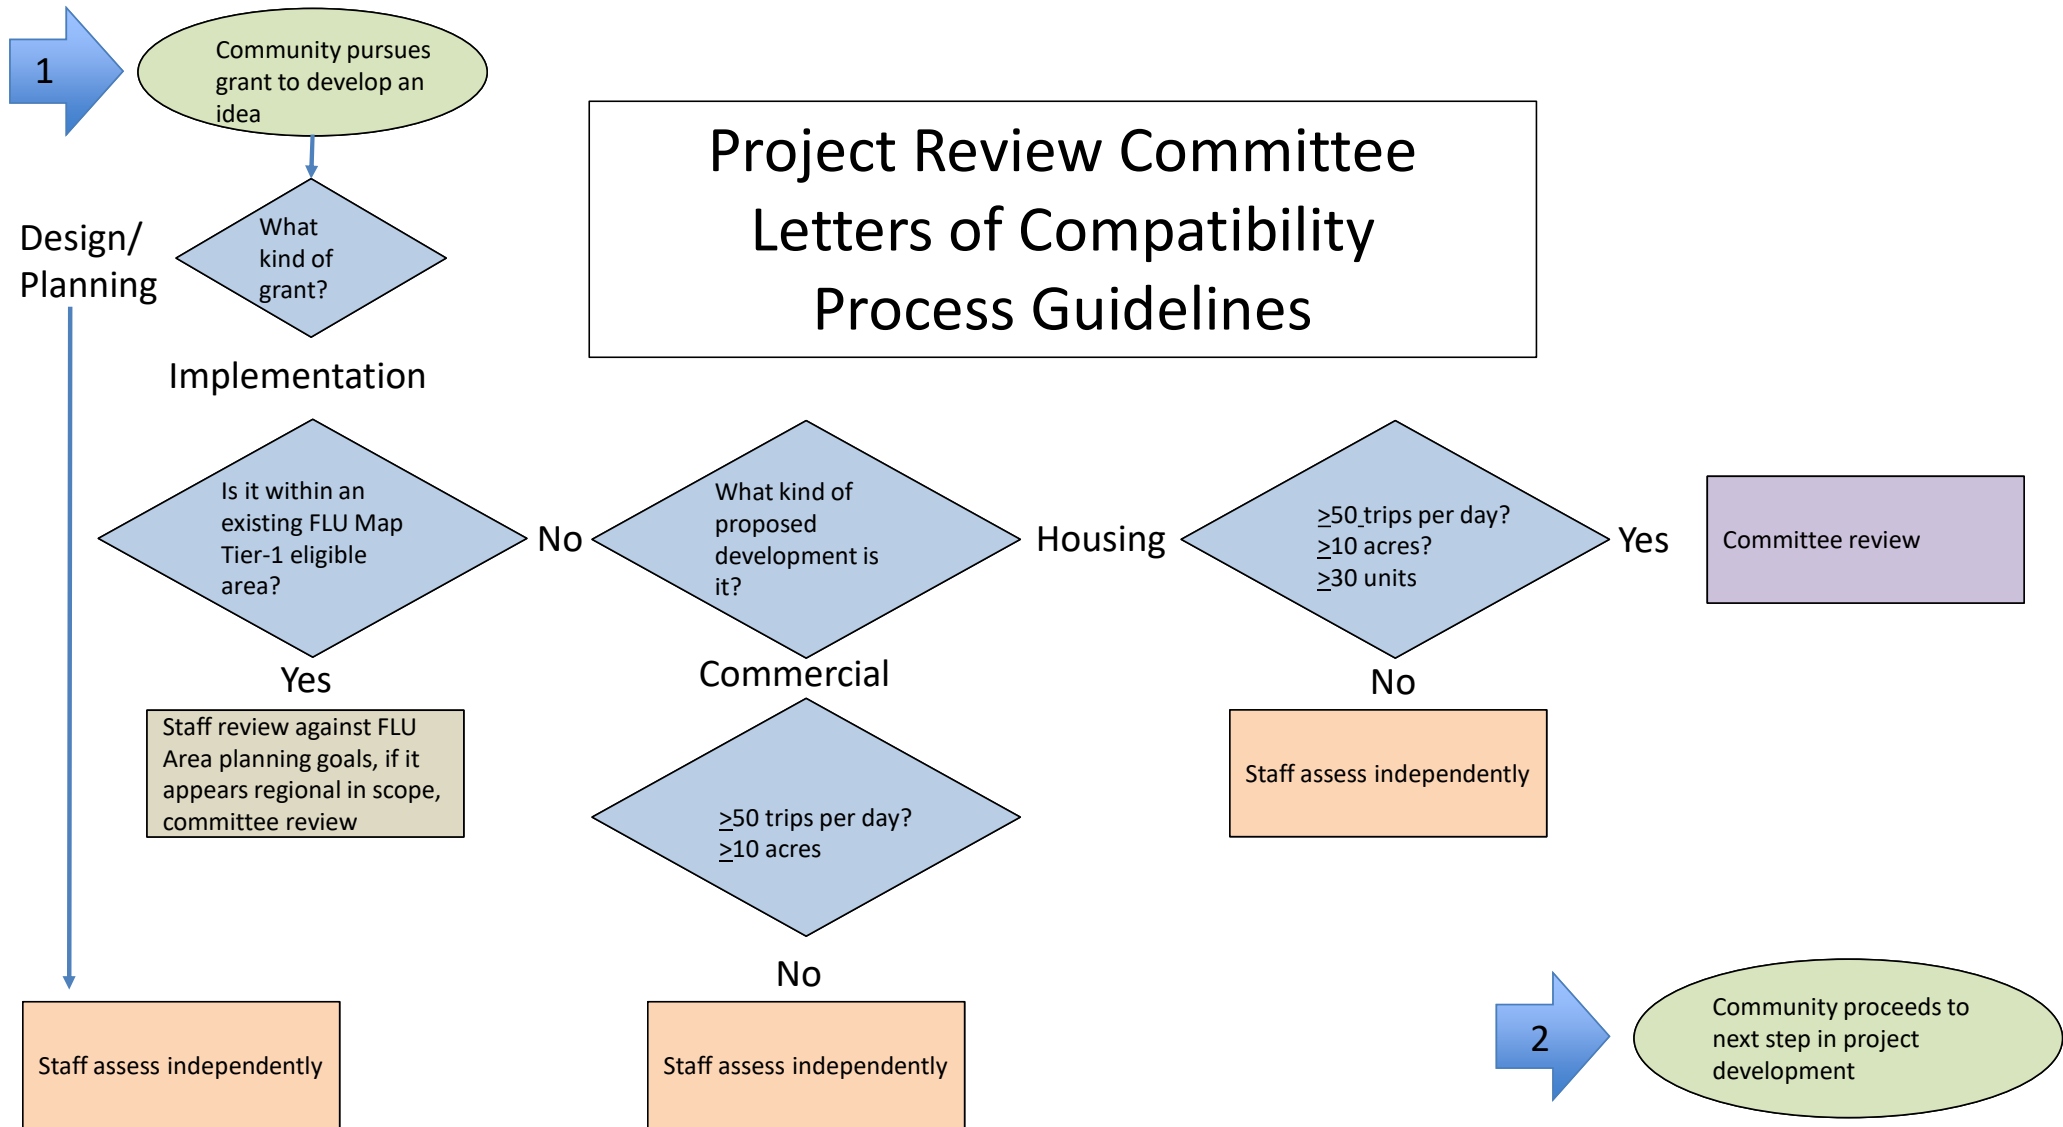 1
Community pursues
grant to develop an
idea
Project Review Committee
Letters of Compatibility
Process Guidelines
What
kind of
grant?
Design/
Planning
Implementation
Is it within an
existing FLU Map
Tier-1 eligible
area?
No
What kind of
proposed
development is
it?
Housing
≥50 trips per day?
≥10 acres?
≥30 units
Yes
Committee review
Yes
Staff review against FLU
Area planning goals, if it
appears regional in scope,
committee review
Commercial
≥50 trips per day?
≥10 acres
No
Staff assess independently
No
Staff assess independently
Staff assess independently
2
Community proceeds to
next step in project
development